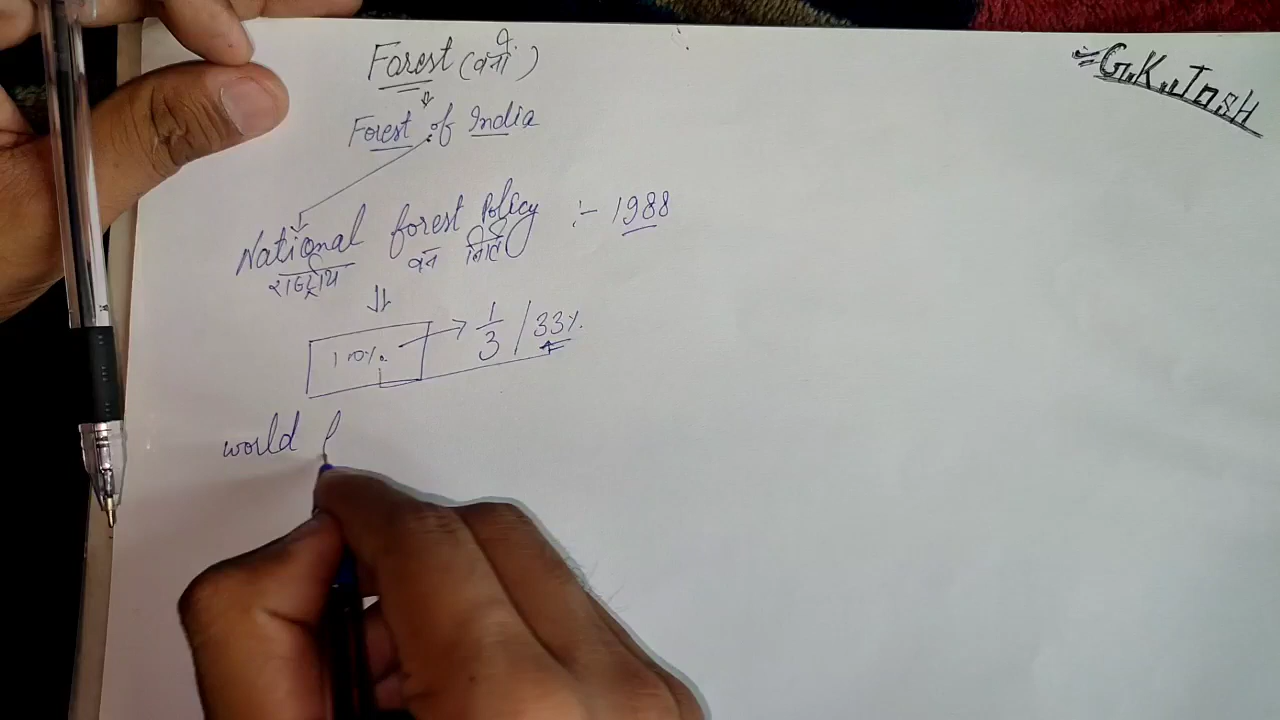 Forest (वनों)
G.K. JOSH
Forest of India
National forest Policy :- 1988
राष्ट्रीय वन निति
100% 1/3 / 33%
world